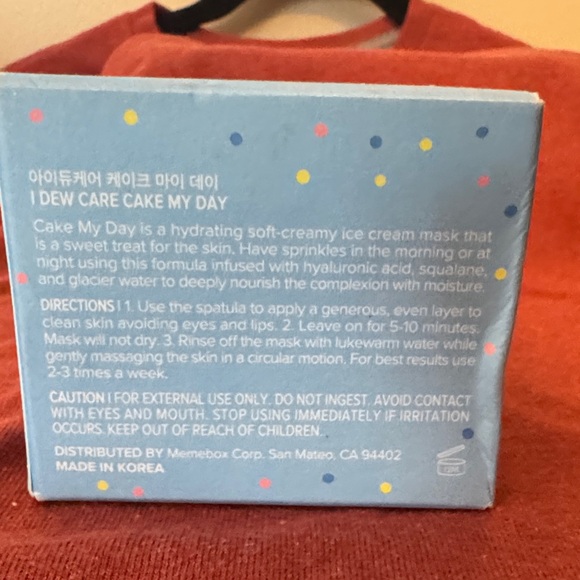 아이듀케어 케이크 마이 데이
I DEW CARE CAKE MY DAY
Cake My Day is a hydrating soft-creamy ice cream mask that
is a sweet treat for the skin. Have sprinkles in the morning or at
night using this formula infused with hyaluronic acid, squalane,
and glacier water to deeply nourish the complexion with moisture.
DIRECTIONS | 1. Use the spatula to apply a generous, even layer to
clean skin avoiding eyes and lips. 2. Leave on for 5-10 minutes.
Mask will not dry. 3. Rinse off the mask with lukewarm water while
gently massaging the skin in a circular motion. For best results use
2-3 times a week.
CAUTION | FOR EXTERNAL USE ONLY. DO NOT INGEST. AVOID CONTACT
WITH EYES AND MOUTH. STOP USING IMMEDIATELY IF IRRITATION
OCCURS. KEEP OUT OF REACH OF CHILDREN.
DISTRIBUTED BY Memebox Corp. San Mateo, CA 94402
MADE IN KOREA